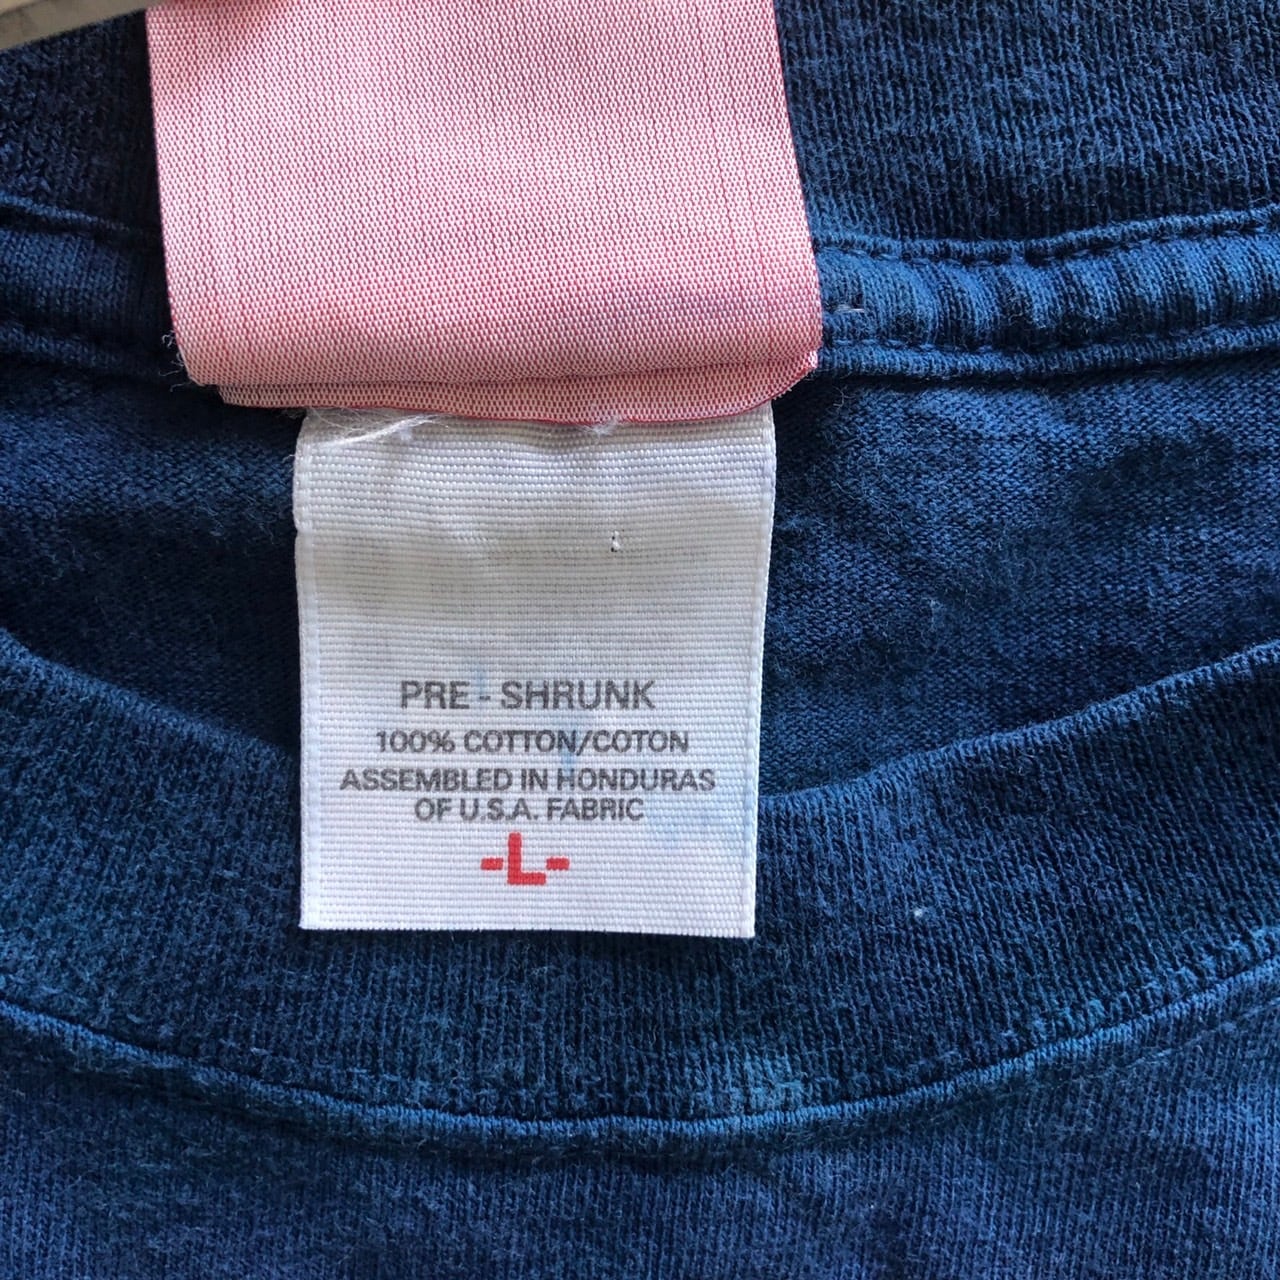 PRE - SHRUNK
100% COTTON/COTON
ASSEMBLED IN HONDURAS
OF U.S.A. FABRIC
-L-